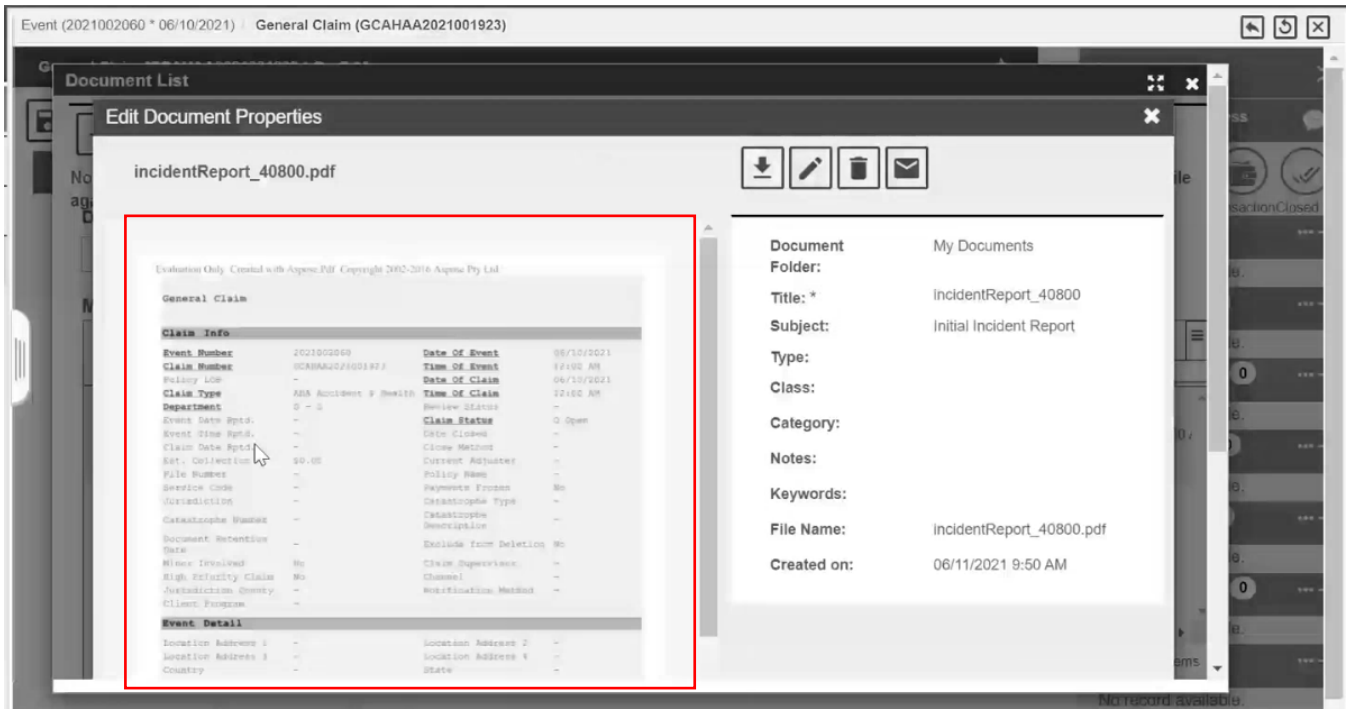 Event (2021002060 * 06/10/2021) General Claim (GCAHAA2021001923)
Document List
Edit Document Properties
incidentReport_40800.pdf
Evaluation Only. Created with Aspose.Pdf. Copyright 2002-2016 Aspose Pty Ltd.
General Claim
Claim Info
Event Number 2021002060 Date Of Event 06/10/2021
Claim Number GCAHAA2021001923 Time Of Event 12:00 AM
Policy LOB - Date Of Claim 06/10/2021
Claim Type AHA Accident & Health Time Of Claim 12:00 AM
Department 0 - 0 Review Status -
Event Date Rptd. - Claim Status O Open
Event Time Rptd. - Date Closed -
Claim Date Rptd. - Close Method -
Est. Collection $0.00 Current Adjuster -
File Number - Policy Name -
Service Code - Payments Frozen No
Jurisdiction - Catastrophe Type -
Catastrophe Number - Catastrophe Description -
Document Retention Date - Exclude from Deletion No
Minor Involved No Claim Supervisor -
High Priority Claim No Channel -
Jurisdiction County - Notification Method -
Client Program -
Event Detail
Location Address 1 - Location Address 2 -
Location Address 3 - Location Address 4 -
Country - State -
Document Folder: My Documents
Title: * incidentReport_40800
Subject: Initial Incident Report
Type:
Class:
Category:
Notes:
Keywords:
File Name: incidentReport_40800.pdf
Created on: 06/11/2021 9:50 AM
Closed
0
0
No record available.